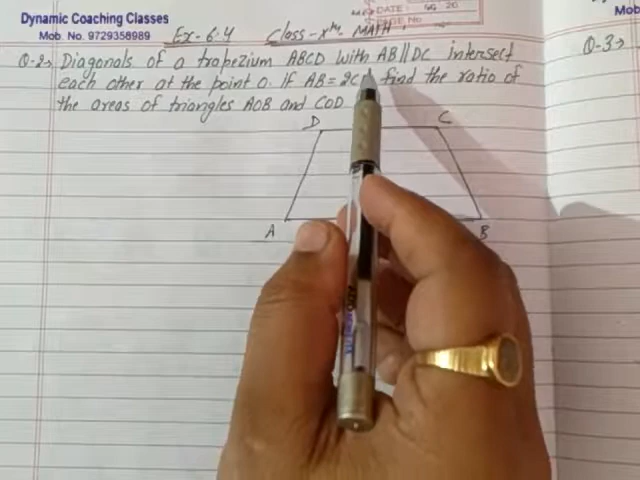 Dynamic Coaching Classes
Mob. No. 9729358989
Ex- 6.4 Class-xth MATH
DATE:
Q-2→ Diagonals of a trapezium ABCD with AB || DC intersect
each other at the point O. If AB = 2C find the ratio of
the areas of triangles AOB and COD
Q-3→
D C
A B